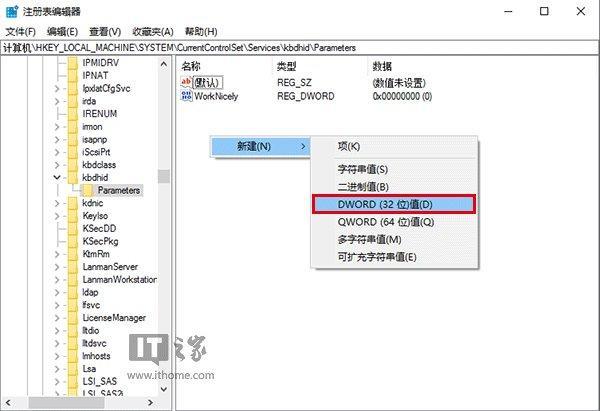 注册表编辑器
文件(F) 编辑(E) 查看(V) 收藏夹(A) 帮助(H)
计算机\HKEY_LOCAL_MACHINE\SYSTEM\CurrentControlSet\Services\kbdhid\Parameters
IPMIDRV
IPNAT
IpxlatCfgSvc
irda
IRENUM
irmon
isapnp
iScsiPrt
kbdclass
kbdhid
Parameters
kdnic
KeyIso
KSecDD
KSecPkg
KtmRm
LanmanServer
LanmanWorkstation
ldap
lfsvc
LicenseManager
lltdio
lltdsvc
lmhosts
Lsa
LSI_SAS
LSI_SAS2i
名称 类型 数据
ab (默认) REG_SZ (数值未设置)
WorkNicely REG_DWORD 0x00000000 (0)
新建(N)
项(K)
字符串值(S)
二进制值(B)
DWORD (32 位)值(D)
QWORD (64 位)值(Q)
多字符串值(M)
可扩充字符串值(E)
IT之家
www.ithome.com